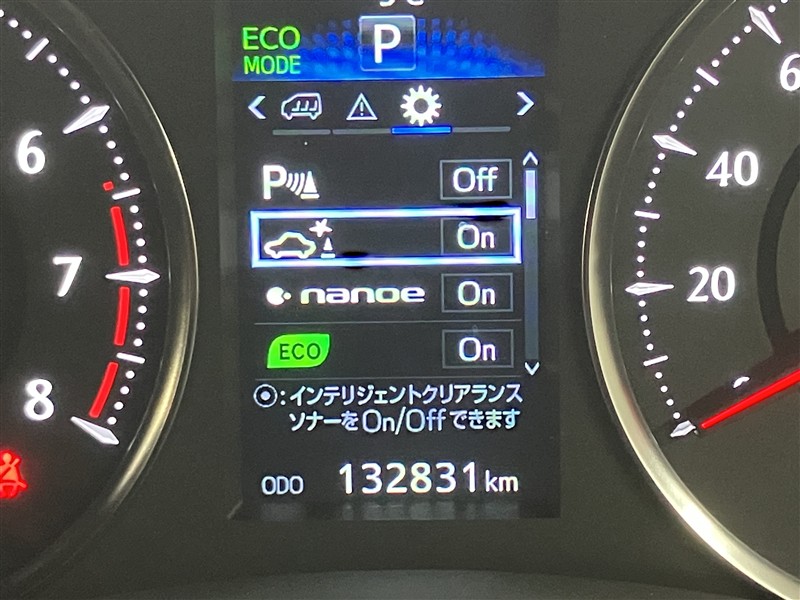 ECO
MODE
P
6
7
8
6
40
20
P
Off
On
nanoe
On
ECO
On
:インテリジェントクリアランス
ソナーをOn/Offできます
ODO
132831km